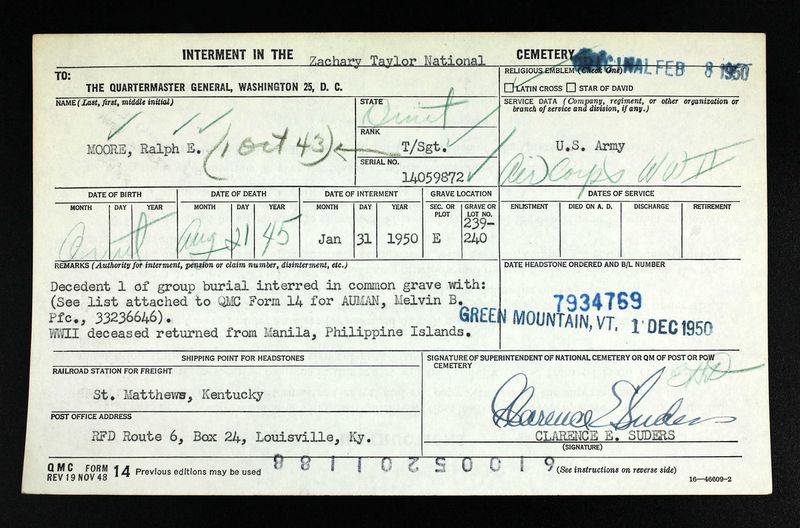 INTERMENT IN THE Zachary Taylor National CEMETERY
ORIGINAL FEB 8 1950
TO:
THE QUARTERMASTER GENERAL, WASHINGTON 25, D. C.
RELIGIOUS EMBLEM (Check One)
LATIN CROSS STAR OF DAVID
NAME (Last, first, middle initial)
MOORE, Ralph E. (1 Oct 43)
STATE
Omit
RANK
T/Sgt.
SERIAL NO.
14059872
SERVICE DATA (Company, regiment, or other organization or
branch of service and division, if any.)
U.S. Army
Air Corps WW II
DATE OF BIRTH DATE OF DEATH DATE OF INTERMENT GRAVE LOCATION DATES OF SERVICE
MONTH DAY YEAR MONTH DAY YEAR MONTH DAY YEAR SEC. OR PLOT GRAVE OR LOT NO. ENLISTMENT DIED ON A. D. DISCHARGE RETIREMENT
Omit Aug 21 45 Jan 31 1950 E 239-
240
REMARKS (Authority for interment, pension or claim number, disinterment, etc.)
Decedent 1 of group burial interred in common grave with:
(See list attached to QMC Form 14 for AUMAN, Melvin B.
Pfc., 33236646).
WWII deceased returned from Manila, Philippine Islands.
DATE HEADSTONE ORDERED AND B/L NUMBER
7934769
GREEN MOUNTAIN, VT. 1 DEC 1950
SHIPPING POINT FOR HEADSTONES
RAILROAD STATION FOR FREIGHT
St. Matthews, Kentucky
POST OFFICE ADDRESS
RFD Route 6, Box 24, Louisville, Ky.
SIGNATURE OF SUPERINTENDENT OF NATIONAL CEMETERY OR QM OF POST OR POW
CEMETERY
Clarence E Suders
CLARENCE E. SUDERS
(SIGNATURE)
QMC FORM 14 Previous editions may be used
REV 19 NOV 48
(See instructions on reverse side)
16—46609-2